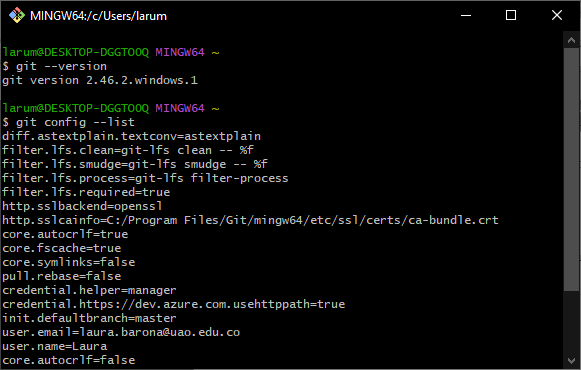 MINGW64:/c/Users/larum
larum@DESKTOP-DGGTOOQ MINGW64 ~
$ git --version
git version 2.46.2.windows.1
larum@DESKTOP-DGGTOOQ MINGW64 ~
$ git config --list
diff.astextplain.textconv=astextplain
filter.lfs.clean=git-lfs clean -- %f
filter.lfs.smudge=git-lfs smudge -- %f
filter.lfs.process=git-lfs filter-process
filter.lfs.required=true
http.sslbackend=openssl
http.sslcainfo=C:/Program Files/Git/mingw64/etc/ssl/certs/ca-bundle.crt
core.autocrlf=true
core.fscache=true
core.symlinks=false
pull.rebase=false
credential.helper=manager
credential.https://dev.azure.com.usehttppath=true
init.defaultbranch=master
user.email=laura.barona@uao.edu.co
user.name=Laura
core.autocrlf=false